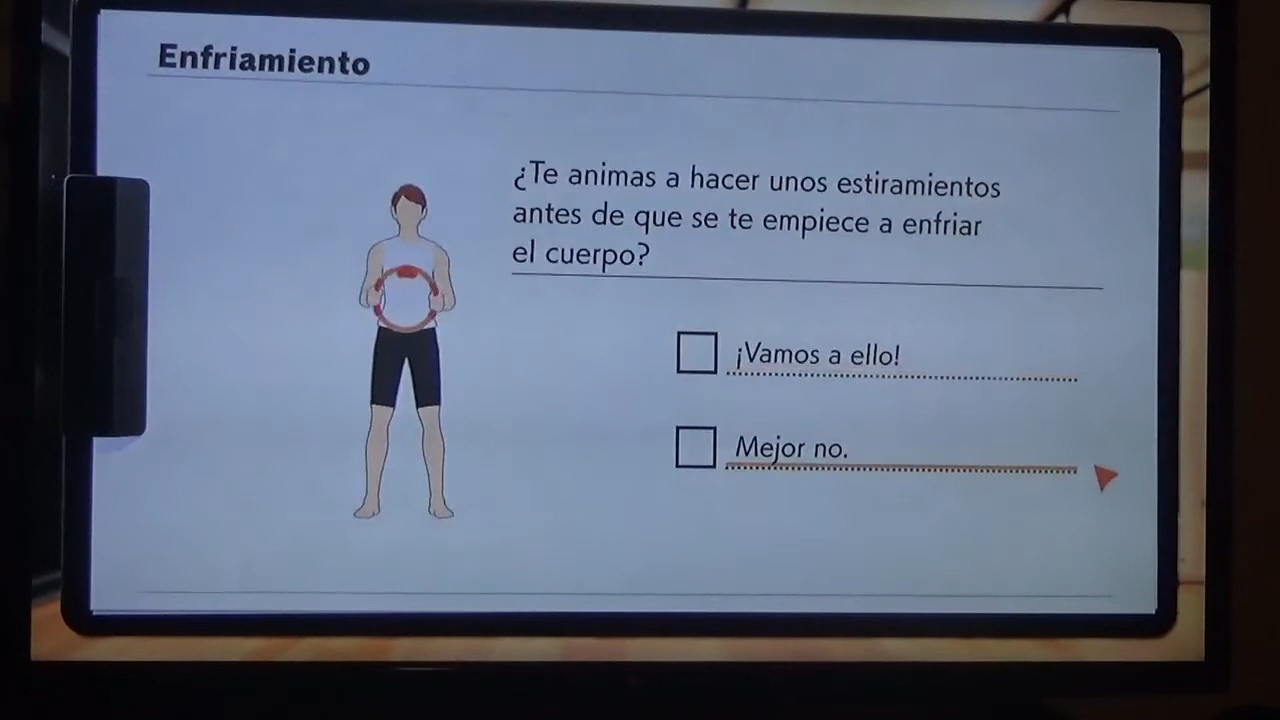 Enfriamiento
¿Te animas a hacer unos estiramientos
antes de que se te empiece a enfriar
el cuerpo?
¡Vamos a ello!
Mejor no.